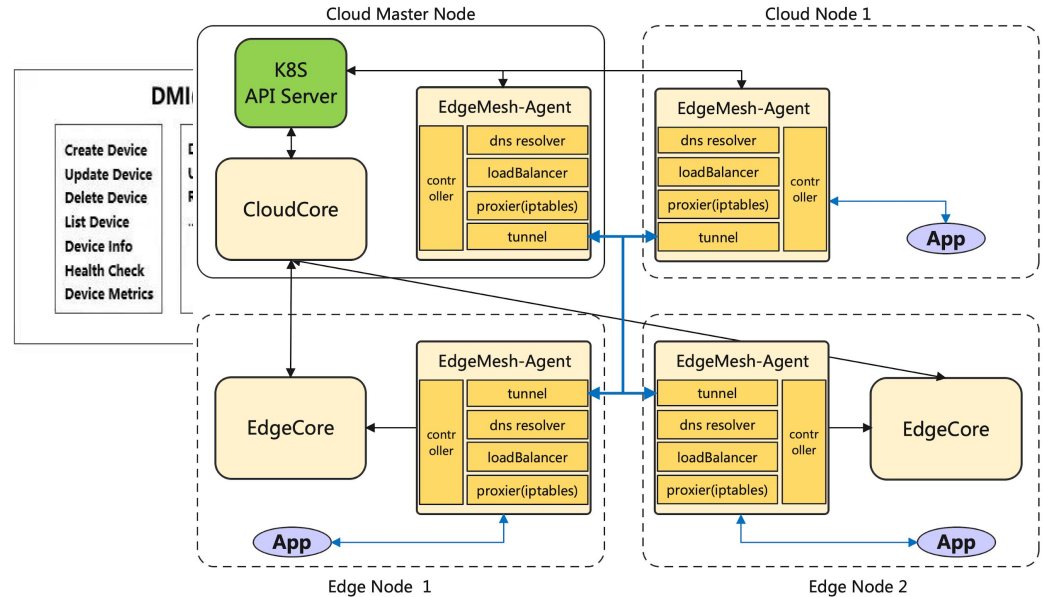 Cloud Master Node
Cloud Node 1
K8S
API Server
CloudCore
EdgeMesh-Agent
contr
oller
dns resolver
loadBalancer
proxier(iptables)
tunnel
EdgeMesh-Agent
dns resolver
loadBalancer
proxier(iptables)
tunnel
contr
oller
App
DMI
Create Device
Update Device
Delete Device
List Device
Device Info
Health Check
Device Metrics
EdgeCore
EdgeMesh-Agent
contr
oller
tunnel
dns resolver
loadBalancer
proxier(iptables)
App
Edge Node 1
EdgeMesh-Agent
tunnel
dns resolver
loadBalancer
proxier(iptables)
contr
oller
EdgeCore
App
Edge Node 2